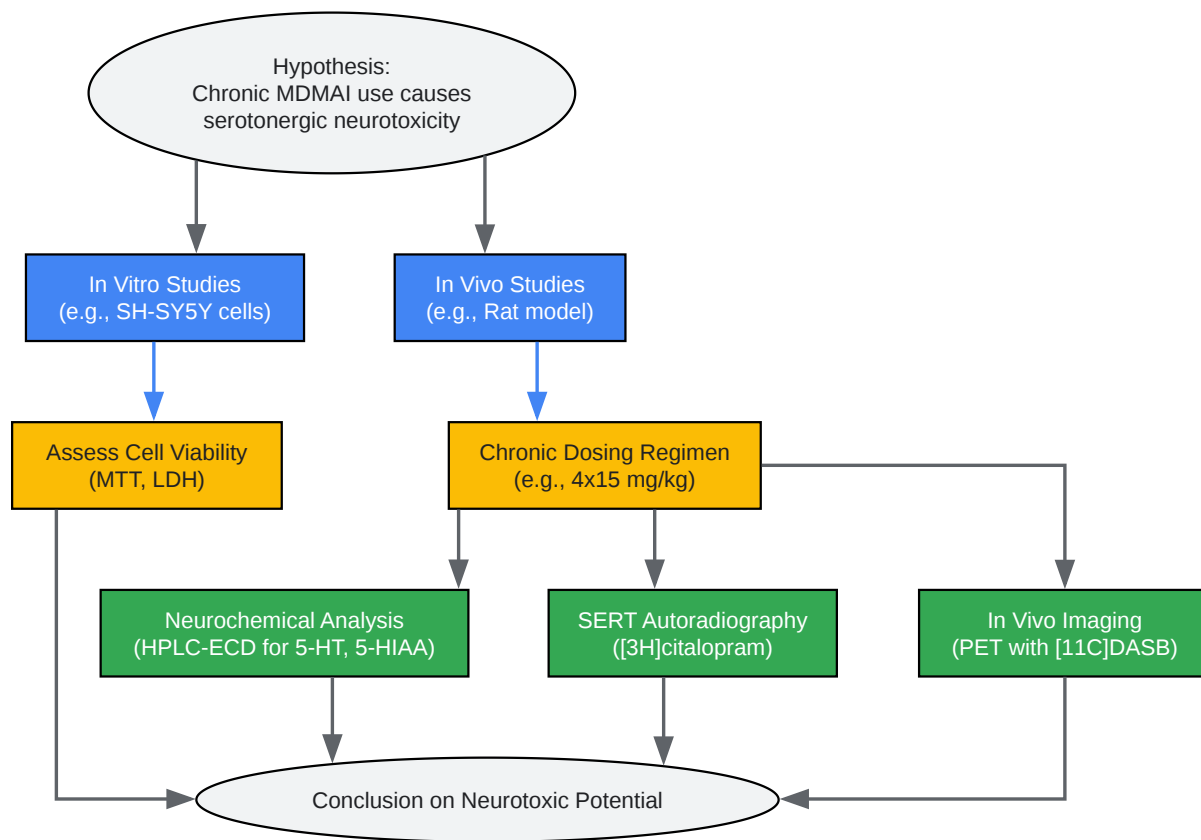 Hypothesis:
Chronic MDMAI use causes
serotonergic neurotoxicity
In Vitro Studies
(e.g., SH-SY5Y cells)
In Vivo Studies
(e.g., Rat model)
Assess Cell Viability
(MTT, LDH)
Chronic Dosing Regimen
(e.g., 4x15 mg/kg)
Neurochemical Analysis
(HPLC-ECD for 5-HT, 5-HIAA)
SERT Autoradiography
([3H]citalopram)
In Vivo Imaging
(PET with [11C]DASB)
Conclusion on Neurotoxic Potential